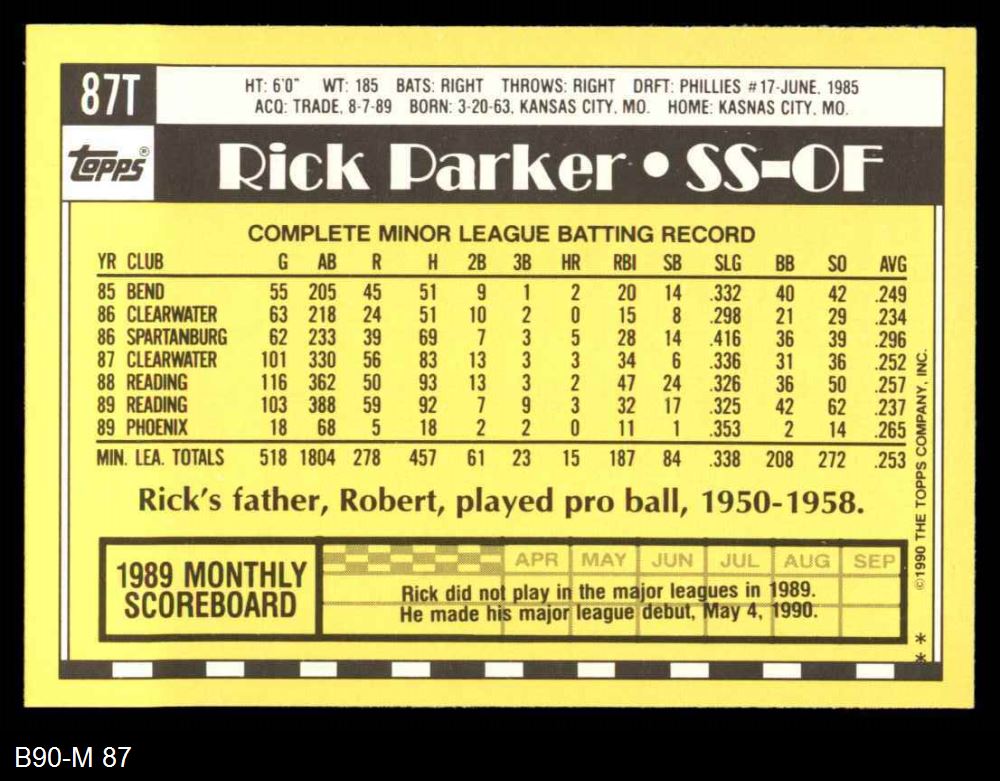 87T
HT: 6'0" WT: 185 BATS: RIGHT THROWS: RIGHT DRFT: PHILLIES #17-JUNE, 1985
ACQ: TRADE, 8-7-89 BORN: 3-20-63, KANSAS CITY, MO. HOME: KASNAS CITY, MO.
topps®
Rick Parker • SS-OF
COMPLETE MINOR LEAGUE BATTING RECORD
YR CLUB G AB R H 2B 3B HR RBI SB SLG BB SO AVG
85 BEND 55 205 45 51 9 1 2 20 14 .332 40 42 .249
86 CLEARWATER 63 218 24 51 10 2 0 15 8 .298 21 29 .234
86 SPARTANBURG 62 233 39 69 7 3 5 28 14 .416 36 39 .296
87 CLEARWATER 101 330 56 83 13 3 3 34 6 .336 31 36 .252
88 READING 116 362 50 93 13 3 2 47 24 .326 36 50 .257
89 READING 103 388 59 92 7 9 3 32 17 .325 42 62 .237
89 PHOENIX 18 68 5 18 2 2 0 11 1 .353 2 14 .265
MIN. LEA. TOTALS 518 1804 278 457 61 23 15 187 84 .338 208 272 .253
Rick's father, Robert, played pro ball, 1950-1958.
1989 MONTHLY
SCOREBOARD
APR MAY JUN JUL AUG SEP
Rick did not play in the major leagues in 1989.
He made his major league debut, May 4, 1990.
©1990 THE TOPPS COMPANY, INC.
* *
B90-M 87